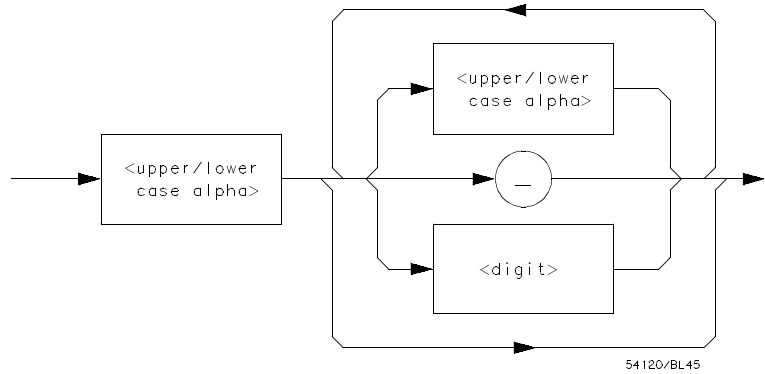 <upper/lower
case alpha>
<upper/lower
case alpha>
_
<digit>
54120/BL45